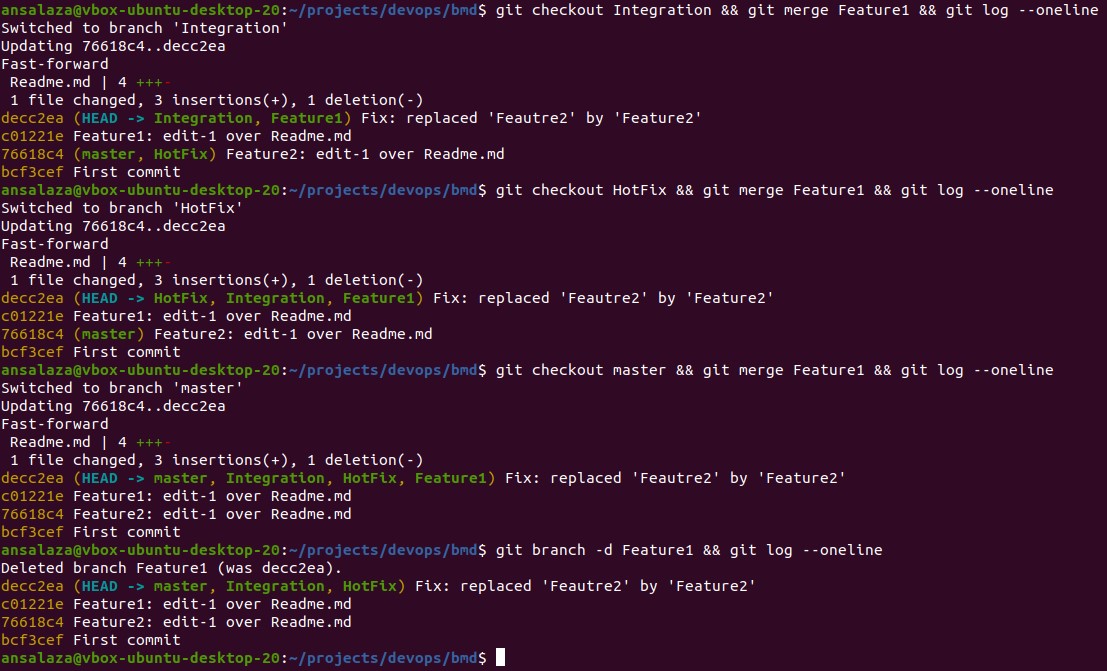 ansalaza@vbox-ubuntu-desktop-20:~/projects/devops/bmd$ git checkout Integration && git merge Feature1 && git log --oneline
Switched to branch 'Integration'
Updating 76618c4..decc2ea
Fast-forward
 Readme.md | 4 +++-
 1 file changed, 3 insertions(+), 1 deletion(-)
decc2ea (HEAD -> Integration, Feature1) Fix: replaced 'Feautre2' by 'Feature2'
c01221e Feature1: edit-1 over Readme.md
76618c4 (master, HotFix) Feature2: edit-1 over Readme.md
bcf3cef First commit
ansalaza@vbox-ubuntu-desktop-20:~/projects/devops/bmd$ git checkout HotFix && git merge Feature1 && git log --oneline
Switched to branch 'HotFix'
Updating 76618c4..decc2ea
Fast-forward
 Readme.md | 4 +++-
 1 file changed, 3 insertions(+), 1 deletion(-)
decc2ea (HEAD -> HotFix, Integration, Feature1) Fix: replaced 'Feautre2' by 'Feature2'
c01221e Feature1: edit-1 over Readme.md
76618c4 (master) Feature2: edit-1 over Readme.md
bcf3cef First commit
ansalaza@vbox-ubuntu-desktop-20:~/projects/devops/bmd$ git checkout master && git merge Feature1 && git log --oneline
Switched to branch 'master'
Updating 76618c4..decc2ea
Fast-forward
 Readme.md | 4 +++-
 1 file changed, 3 insertions(+), 1 deletion(-)
decc2ea (HEAD -> master, Integration, HotFix, Feature1) Fix: replaced 'Feautre2' by 'Feature2'
c01221e Feature1: edit-1 over Readme.md
76618c4 Feature2: edit-1 over Readme.md
bcf3cef First commit
ansalaza@vbox-ubuntu-desktop-20:~/projects/devops/bmd$ git branch -d Feature1 && git log --oneline
Deleted branch Feature1 (was decc2ea).
decc2ea (HEAD -> master, Integration, HotFix) Fix: replaced 'Feautre2' by 'Feature2'
c01221e Feature1: edit-1 over Readme.md
76618c4 Feature2: edit-1 over Readme.md
bcf3cef First commit
ansalaza@vbox-ubuntu-desktop-20:~/projects/devops/bmd$